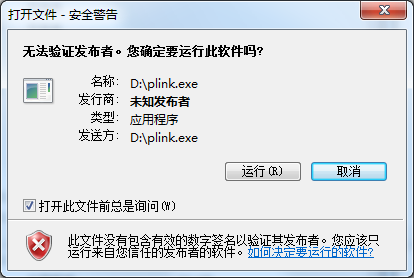 打开文件 - 安全警告
无法验证发布者。您确定要运行此软件吗?
名称: D:\plink.exe
发行商: 未知发布者
类型: 应用程序
发送方: D:\plink.exe
运行(R) 取消
打开此文件前总是询问(W)
此文件没有包含有效的数字签名以验证其发布者。您应该只
运行来自您信任的发布者的软件。如何决定要运行的软件?